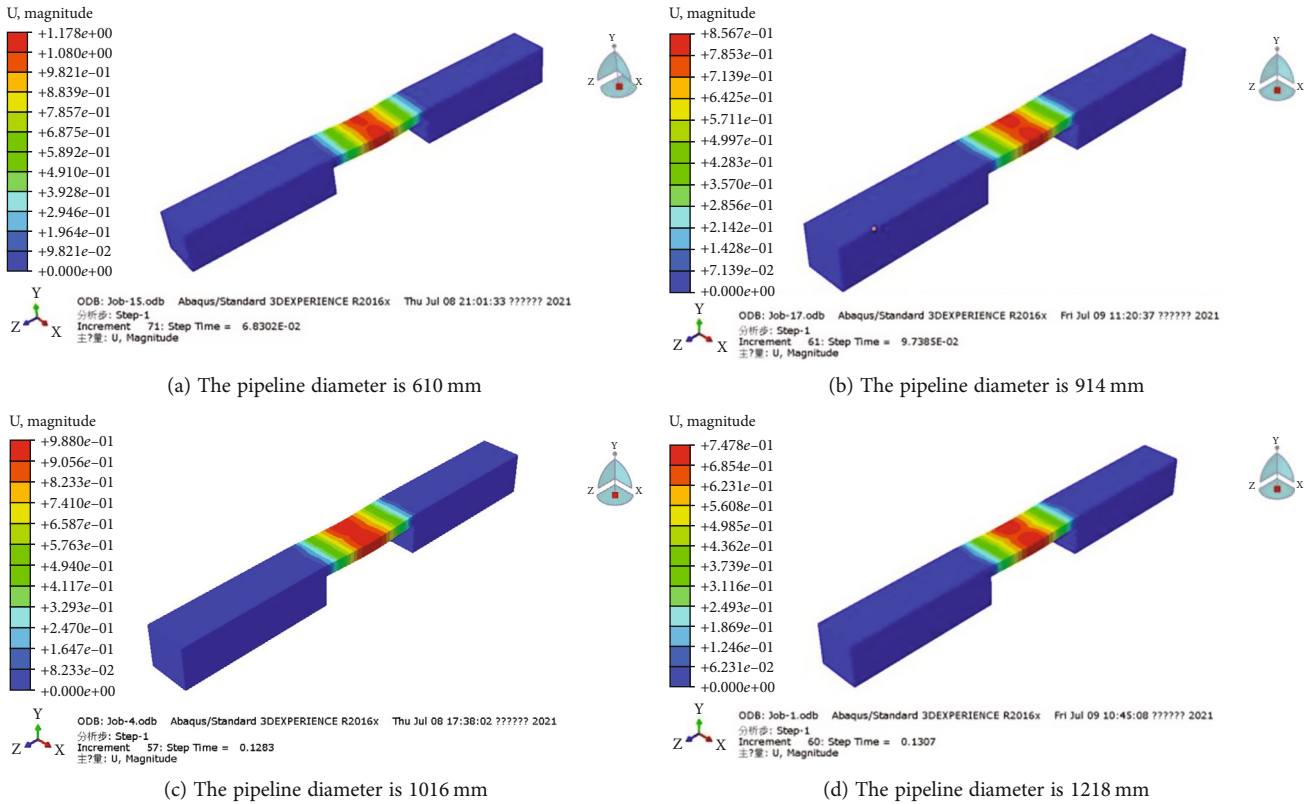 U, magnitude
+1.178e+00
+1.080e+00
+9.821e–01
+8.839e–01
+7.857e–01
+6.875e–01
+5.892e–01
+4.910e–01
+3.928e–01
+2.946e–01
+1.964e–01
+9.821e–02
+0.000e+00
Y
Z
X
Y
Z
X
ODB: Job-15.odb Abaqus/Standard 3DEXPERIENCE R2016x Thu Jul 08 21:01:33 ?????? 2021
分析步: Step-1
Increment 71: Step Time = 6.8302E-02
主?量: U, Magnitude
(a) The pipeline diameter is 610 mm
U, magnitude
+8.567e–01
+7.853e–01
+7.139e–01
+6.425e–01
+5.711e–01
+4.997e–01
+4.283e–01
+3.570e–01
+2.856e–01
+2.142e–01
+1.428e–01
+7.139e–02
+0.000e+00
Y
Z
X
Y
Z
X
ODB: Job-17.odb Abaqus/Standard 3DEXPERIENCE R2016x Fri Jul 09 11:20:37 ?????? 2021
分析步: Step-1
Increment 61: Step Time = 9.7385E-02
主?量: U, Magnitude
(b) The pipeline diameter is 914 mm
U, magnitude
+9.880e–01
+9.056e–01
+8.233e–01
+7.410e–01
+6.587e–01
+5.763e–01
+4.940e–01
+4.117e–01
+3.293e–01
+2.470e–01
+1.647e–01
+8.233e–02
+0.000e+00
Y
Z
X
Y
Z
X
ODB: Job-4.odb Abaqus/Standard 3DEXPERIENCE R2016x Thu Jul 08 17:38:02 ?????? 2021
分析步: Step-1
Increment 57: Step Time = 0.1283
主?量: U, Magnitude
(c) The pipeline diameter is 1016 mm
U, magnitude
+7.478e–01
+6.854e–01
+6.231e–01
+5.608e–01
+4.985e–01
+4.362e–01
+3.739e–01
+3.116e–01
+2.493e–01
+1.869e–01
+1.246e–01
+6.231e–02
+0.000e+00
Y
Z
X
Y
Z
X
ODB: Job-1.odb Abaqus/Standard 3DEXPERIENCE R2016x Fri Jul 09 10:45:08 ?????? 2021
分析步: Step-1
Increment 60: Step Time = 0.1307
主?量: U, Magnitude
(d) The pipeline diameter is 1218 mm